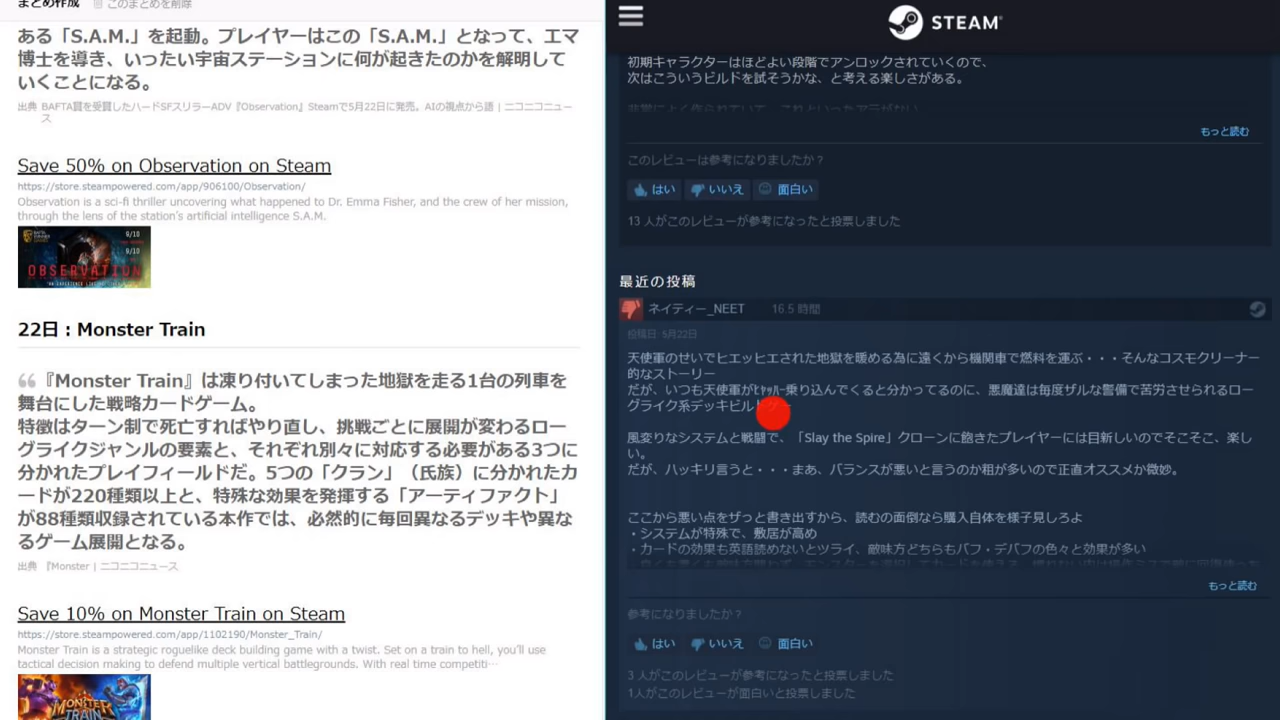 まとめ作成
このまとめを削除
ある「S.A.M.」を起動。プレイヤーはこの「S.A.M.」となって、エマ
博士を導き、いったい宇宙ステーションに何が起きたのかを解明して
いくことになる。
出典 BAFTA賞を受賞したハードSFスリラーADV『Observation』Steamで5月22日に発売。AIの視点から謎 | ニコニコニュー
ス
Save 50% on Observation on Steam
https://store.steampowered.com/app/906100/Observation/
Observation is a sci-fi thriller uncovering what happened to Dr. Emma Fisher, and the crew of her mission,
through the lens of the station's artificial intelligence S.A.M.
9/10
9/10
OBSERVATION
22日：Monster Train
『Monster Train』は凍り付いてしまった地獄を走る1台の列車を
舞台にした戦略カードゲーム。
特徴はターン制で死亡すればやり直し、挑戦ごとに展開が変わるロー
グライクジャンルの要素と、それぞれ別々に対応する必要がある3つに
分かれたプレイフィールドだ。5つの「クラン」（氏族）に分かれたカ
ードが220種類以上と、特殊な効果を発揮する「アーティファクト」
が88種類収録されている本作では、必然的に毎回異なるデッキや異な
るゲーム展開となる。
出典 『Monster | ニコニコニュース
Save 10% on Monster Train on Steam
https://store.steampowered.com/app/1102190/Monster_Train/
Monster Train is a strategic roguelike deck building game with a twist. Set on a train to hell, you'll use
tactical decision making to defend multiple vertical battlegrounds. With real time competiti…
MONSTER
TRAIN
STEAM
初期キャラクターはほどよい段階でアンロックされていくので、
次はこういうビルドを試そうかな、と考える楽しさがある。
非常によく作られていて、これといったアラがない
もっと読む
このレビューは参考になりましたか？
はい いいえ 面白い
13 人がこのレビューが参考になったと投票しました
最近の投稿
ネイティー_NEET 16.5 時間
投稿日: 5月22日
天使軍のせいでヒエッヒエされた地獄を暖める為に遠くから機関車で燃料を運ぶ・・・そんなコスモクリーナー
的なストーリー
だが、いつも天使軍がﾋｬｯﾊｰ乗り込んでくると分かってるのに、悪魔達は毎度ザルな警備で苦労させられるロー
グライク系デッキビルド
風変りなシステムと戦闘で、「Slay the Spire」クローンに飽きたプレイヤーには目新しいのでそこそこ、楽し
い。
だが、ハッキリ言うと・・・まあ、バランスが悪いと言うのか粗が多いので正直オススメか微妙。
ここから悪い点をザっと書き出すから、読むの面倒なら購入自体を様子見しろよ
・システムが特殊で、敷居が高め
・カードの効果も英語読めないとツライ、敵味方どちらもバフ・デバフの色々と効果が多い
もっと読む
参考になりましたか？
はい いいえ 面白い
3 人がこのレビューが参考になったと投票しました
1人がこのレビューが面白いと投票しました